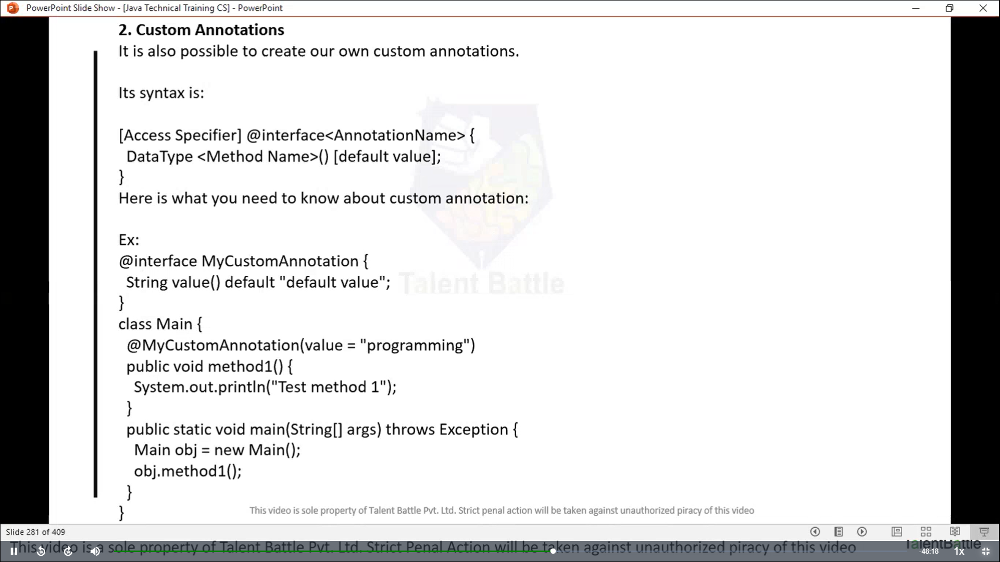 PowerPoint Slide Show - [Java Technical Training CS] - PowerPoint
2. Custom Annotations
It is also possible to create our own custom annotations.
Its syntax is:
[Access Specifier] @interface<AnnotationName> {
DataType <Method Name>() [default value];
}
Here is what you need to know about custom annotation:
Ex:
@interface MyCustomAnnotation {
String value() default "default value";
}
class Main {
@MyCustomAnnotation(value = "programming")
public void method1() {
System.out.println("Test method 1");
}
public static void main(String[] args) throws Exception {
Main obj = new Main();
obj.method1();
}
}
Talent Battle
This video is sole property of Talent Battle Pvt. Ltd. Strict penal action will be taken against unauthorized piracy of this video
Slide 281 of 409
This video is a sole property of Talent Battle Pvt. Ltd. Strict Penal Action will be taken against unauthorized piracy of this video
TalentBattle
10
30
-48:18
1x